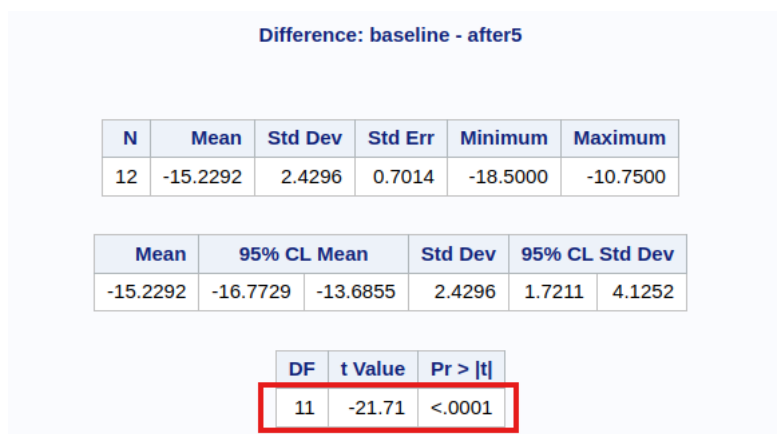 Difference: baseline - after5
N Mean Std Dev Std Err Minimum Maximum
12 -15.2292 2.4296 0.7014 -18.5000 -10.7500
Mean 95% CL Mean Std Dev 95% CL Std Dev
-15.2292 -16.7729 -13.6855 2.4296 1.7211 4.1252
DF t Value Pr > |t|
11 -21.71 <.0001